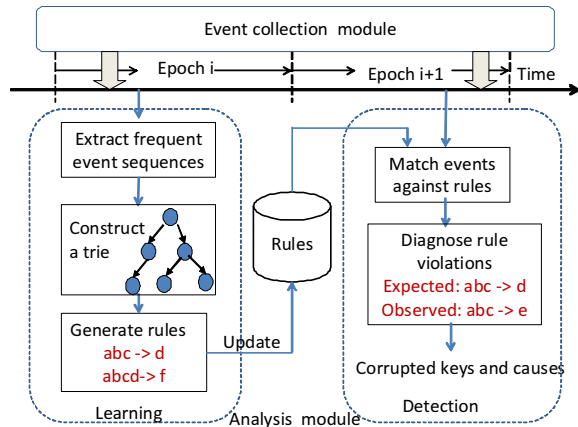 Event collection module
Epoch i
Epoch i+1
Time
Extract frequent
event sequences
Construct
a trie
Generate rules
abc -> d
abcd-> f
Learning
Update
Rules
Match events
against rules
Diagnose rule
violations
Expected: abc -> d
Observed: abc -> e
Corrupted keys and causes
Detection
Analysis module